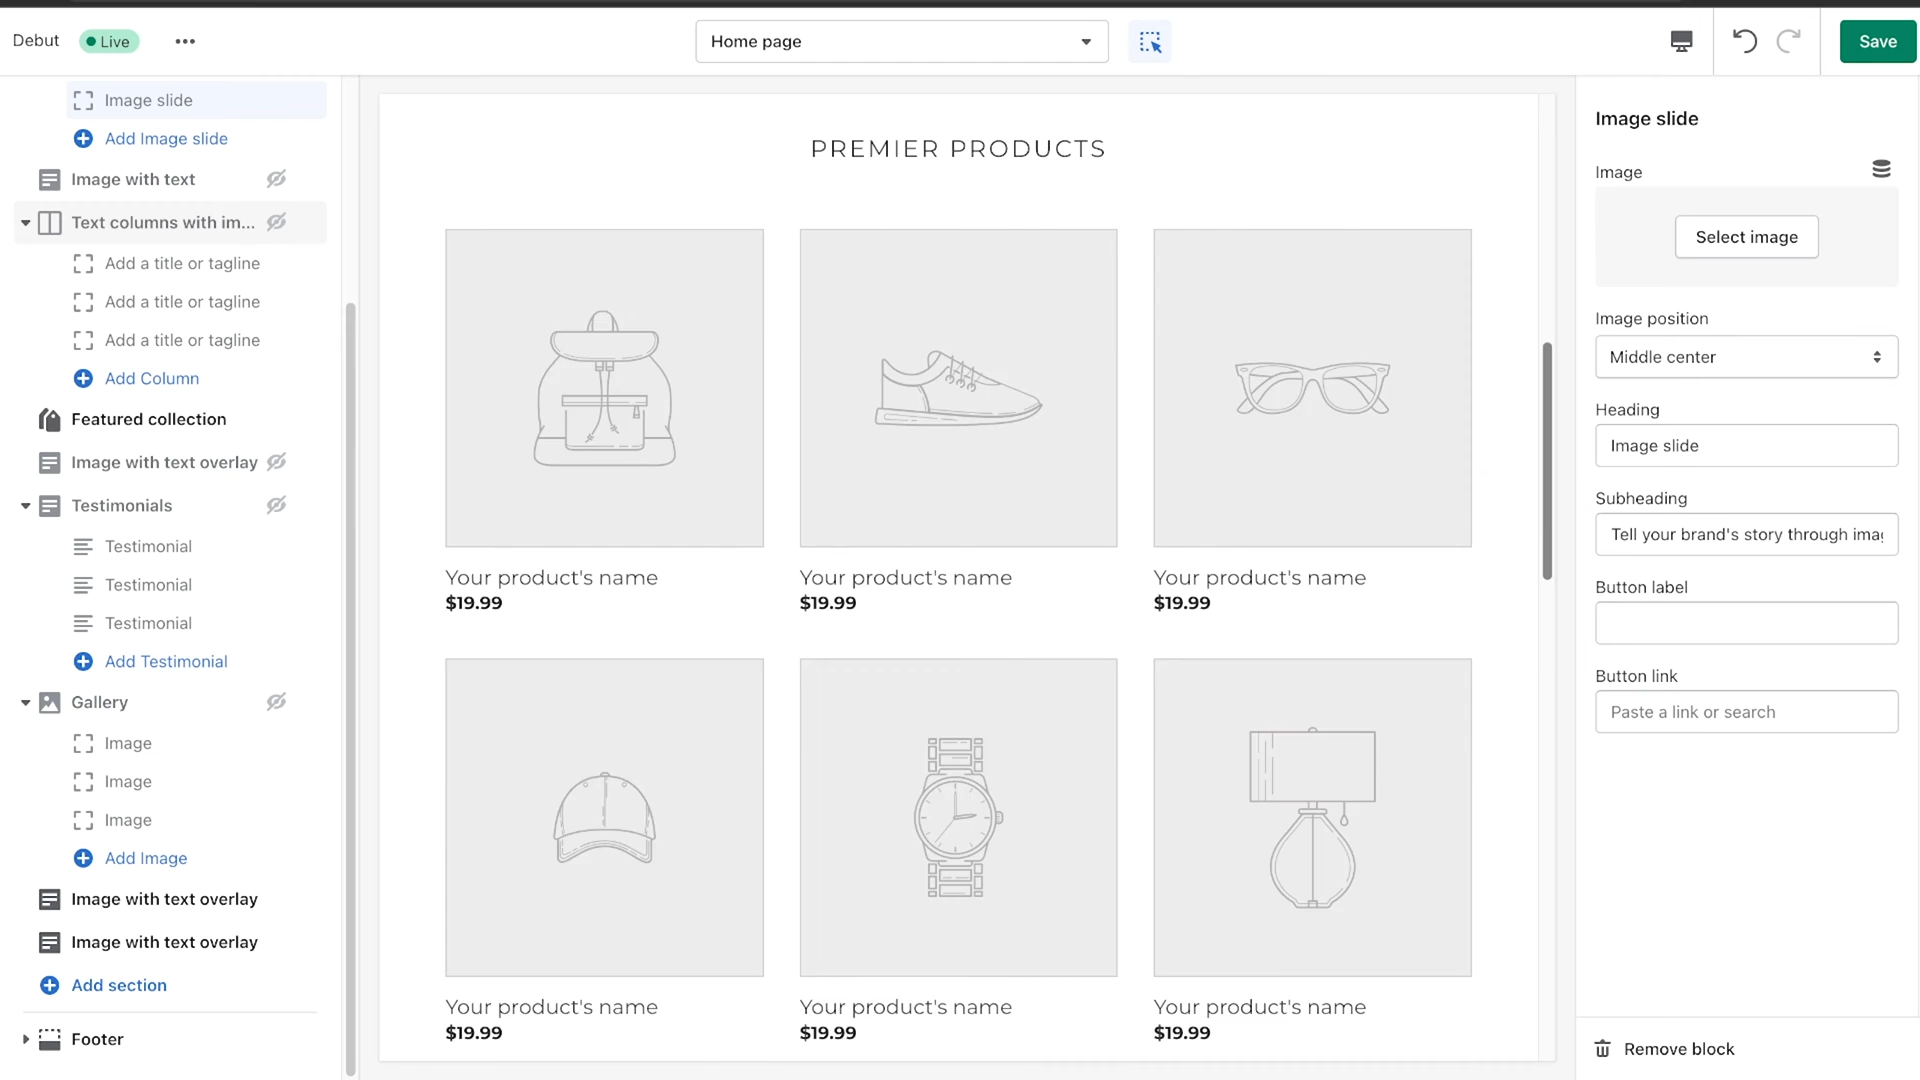 Debut
Live
Home page
Save
Image slide
Add Image slide
Image with text
Text columns with im...
Add a title or tagline
Add a title or tagline
Add a title or tagline
Add Column
Featured collection
Image with text overlay
Testimonials
Testimonial
Testimonial
Testimonial
Add Testimonial
Gallery
Image
Image
Image
Add Image
Image with text overlay
Image with text overlay
Add section
Footer
PREMIER PRODUCTS
Your product's name
$19.99
Your product's name
$19.99
Your product's name
$19.99
Your product's name
$19.99
Your product's name
$19.99
Your product's name
$19.99
Image slide
Image
Select image
Image position
Middle center
Heading
Image slide
Subheading
Tell your brand's story through imag
Button label
Button link
Paste a link or search
Remove block